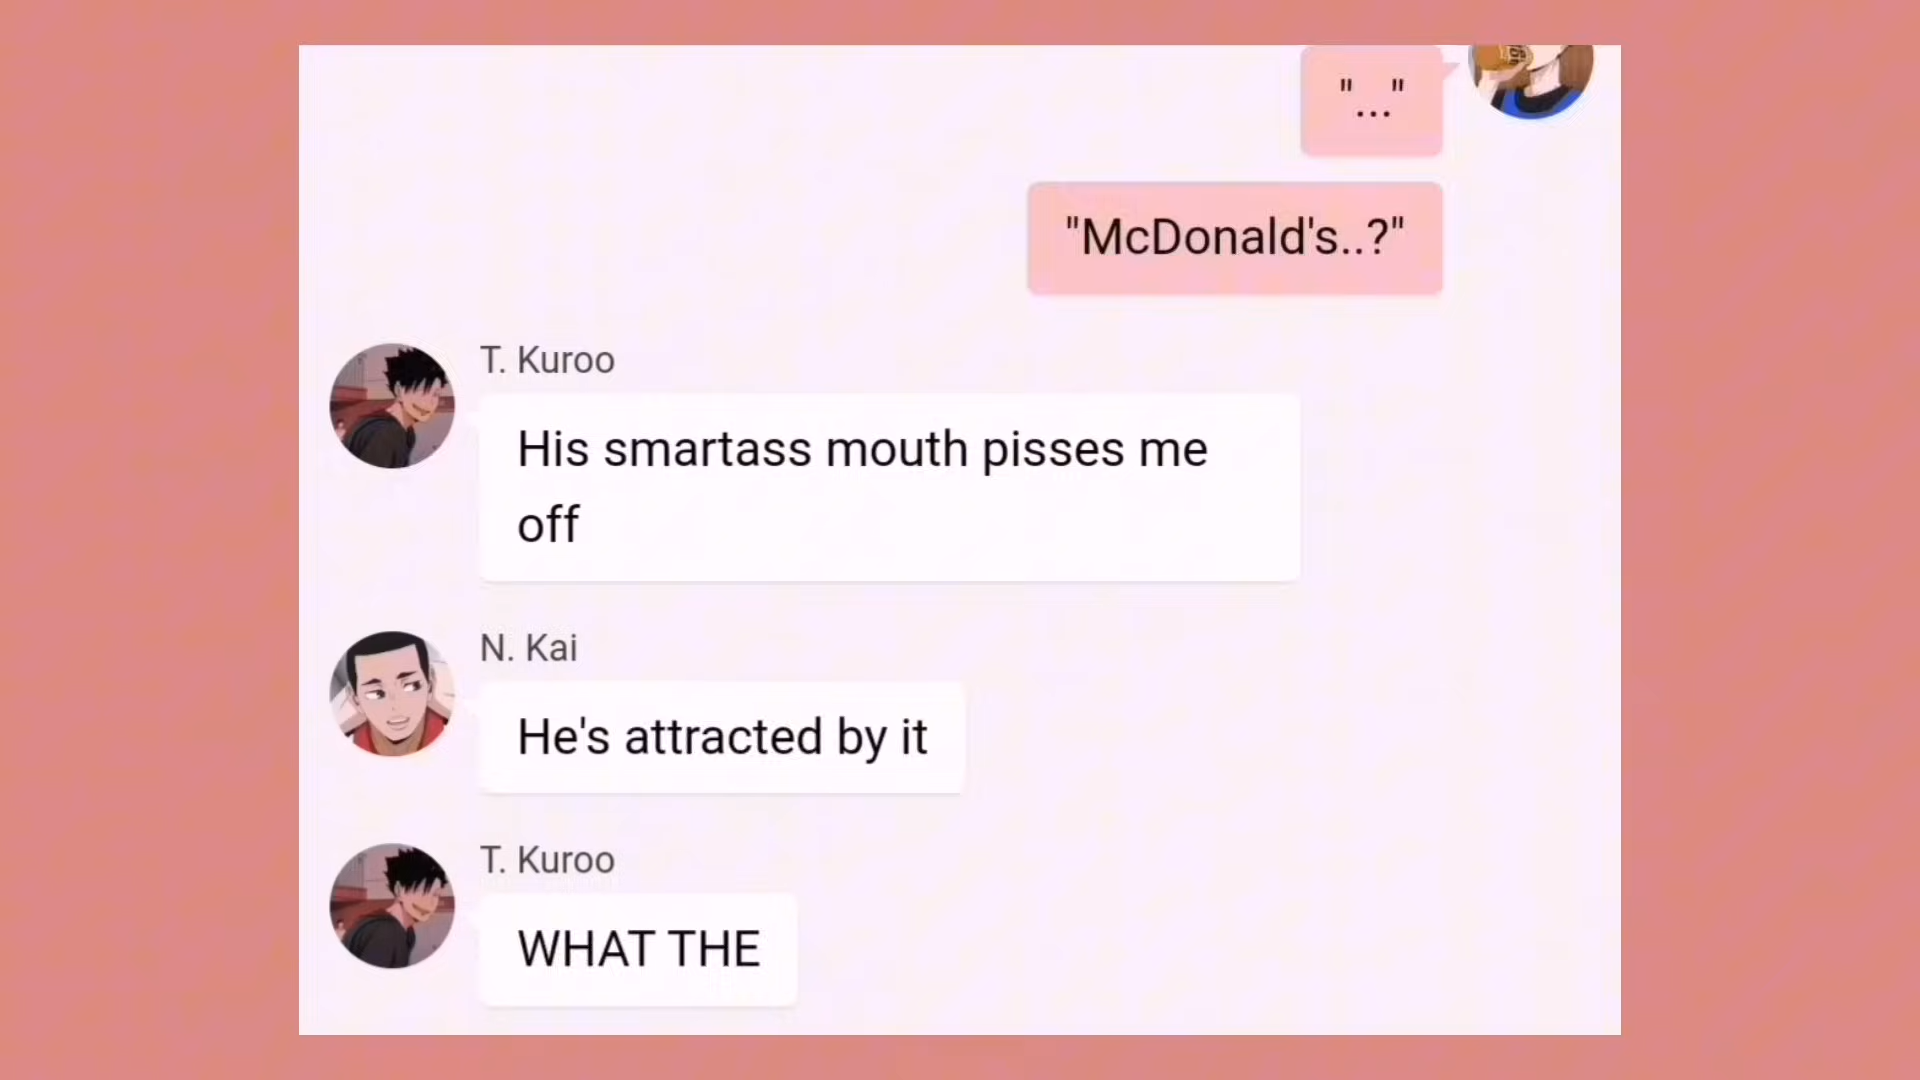 "..."
"McDonald's..?"
T. Kuroo
His smartass mouth pisses me
off
N. Kai
He's attracted by it
T. Kuroo
WHAT THE